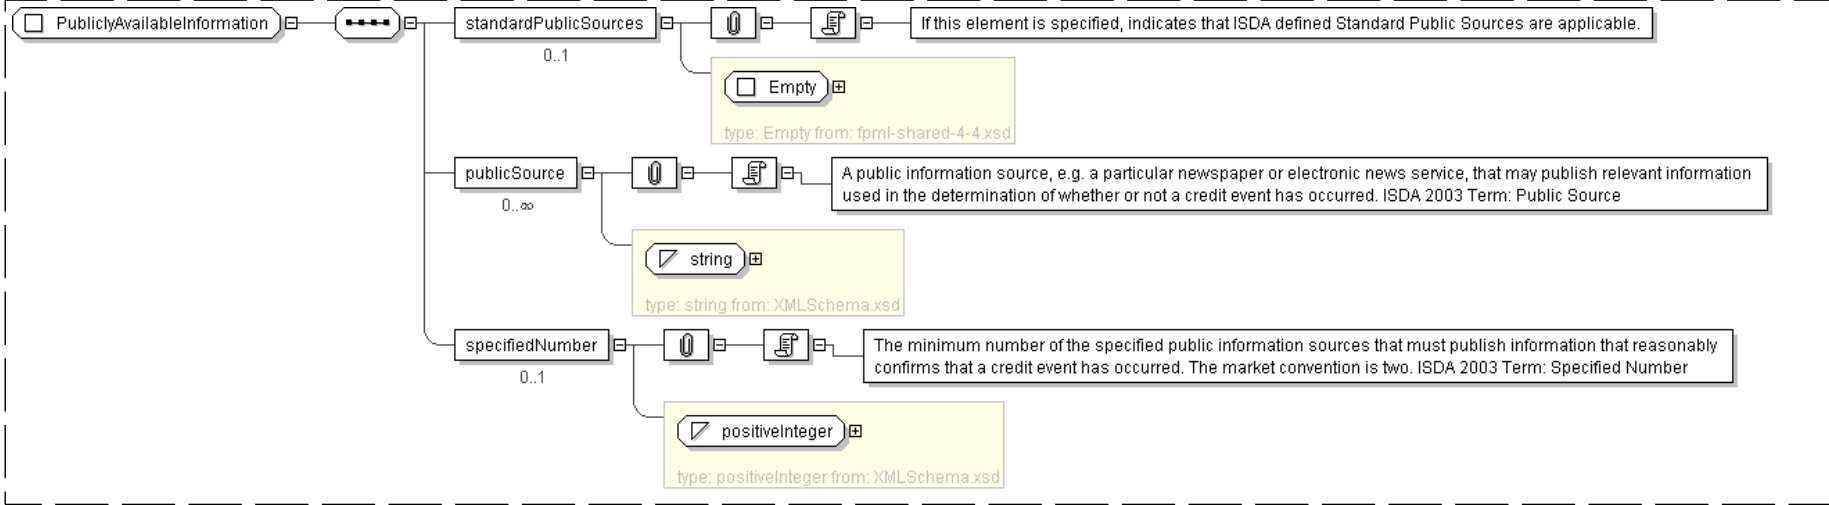 PubliclyAvailableInformation
standardPublicSources
If this element is specified, indicates that ISDA defined Standard Public Sources are applicable.
0..1
Empty
type: Empty from: fpml-shared-4-4.xsd
publicSource
A public information source, e.g. a particular newspaper or electronic news service, that may publish relevant information
used in the determination of whether or not a credit event has occurred. ISDA 2003 Term: Public Source
0..∞
string
type: string from: XMLSchema.xsd
specifiedNumber
The minimum number of the specified public information sources that must publish information that reasonably
confirms that a credit event has occurred. The market convention is two. ISDA 2003 Term: Specified Number
0..1
positiveInteger
type: positiveInteger from: XMLSchema.xsd